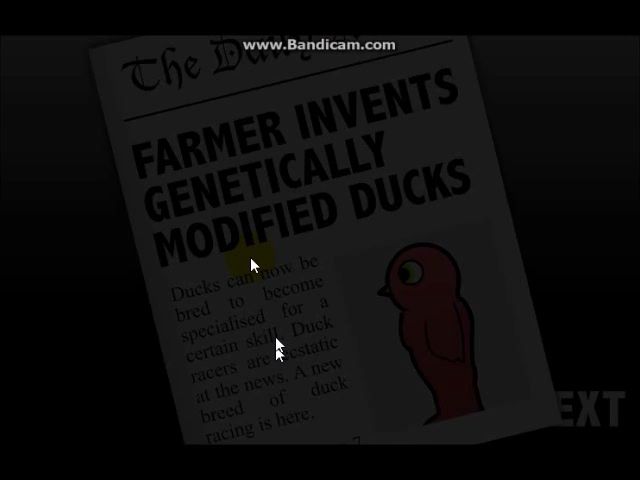 www.Bandicam.com
The
FARMER INVENTS
GENETICALLY
MODIFIED DUCKS
Ducks can now be
bred to become
specialised for a
certain skill. Duck
racers are ecstatic
at the news. A new
breed of duck
racing is here.
EXT